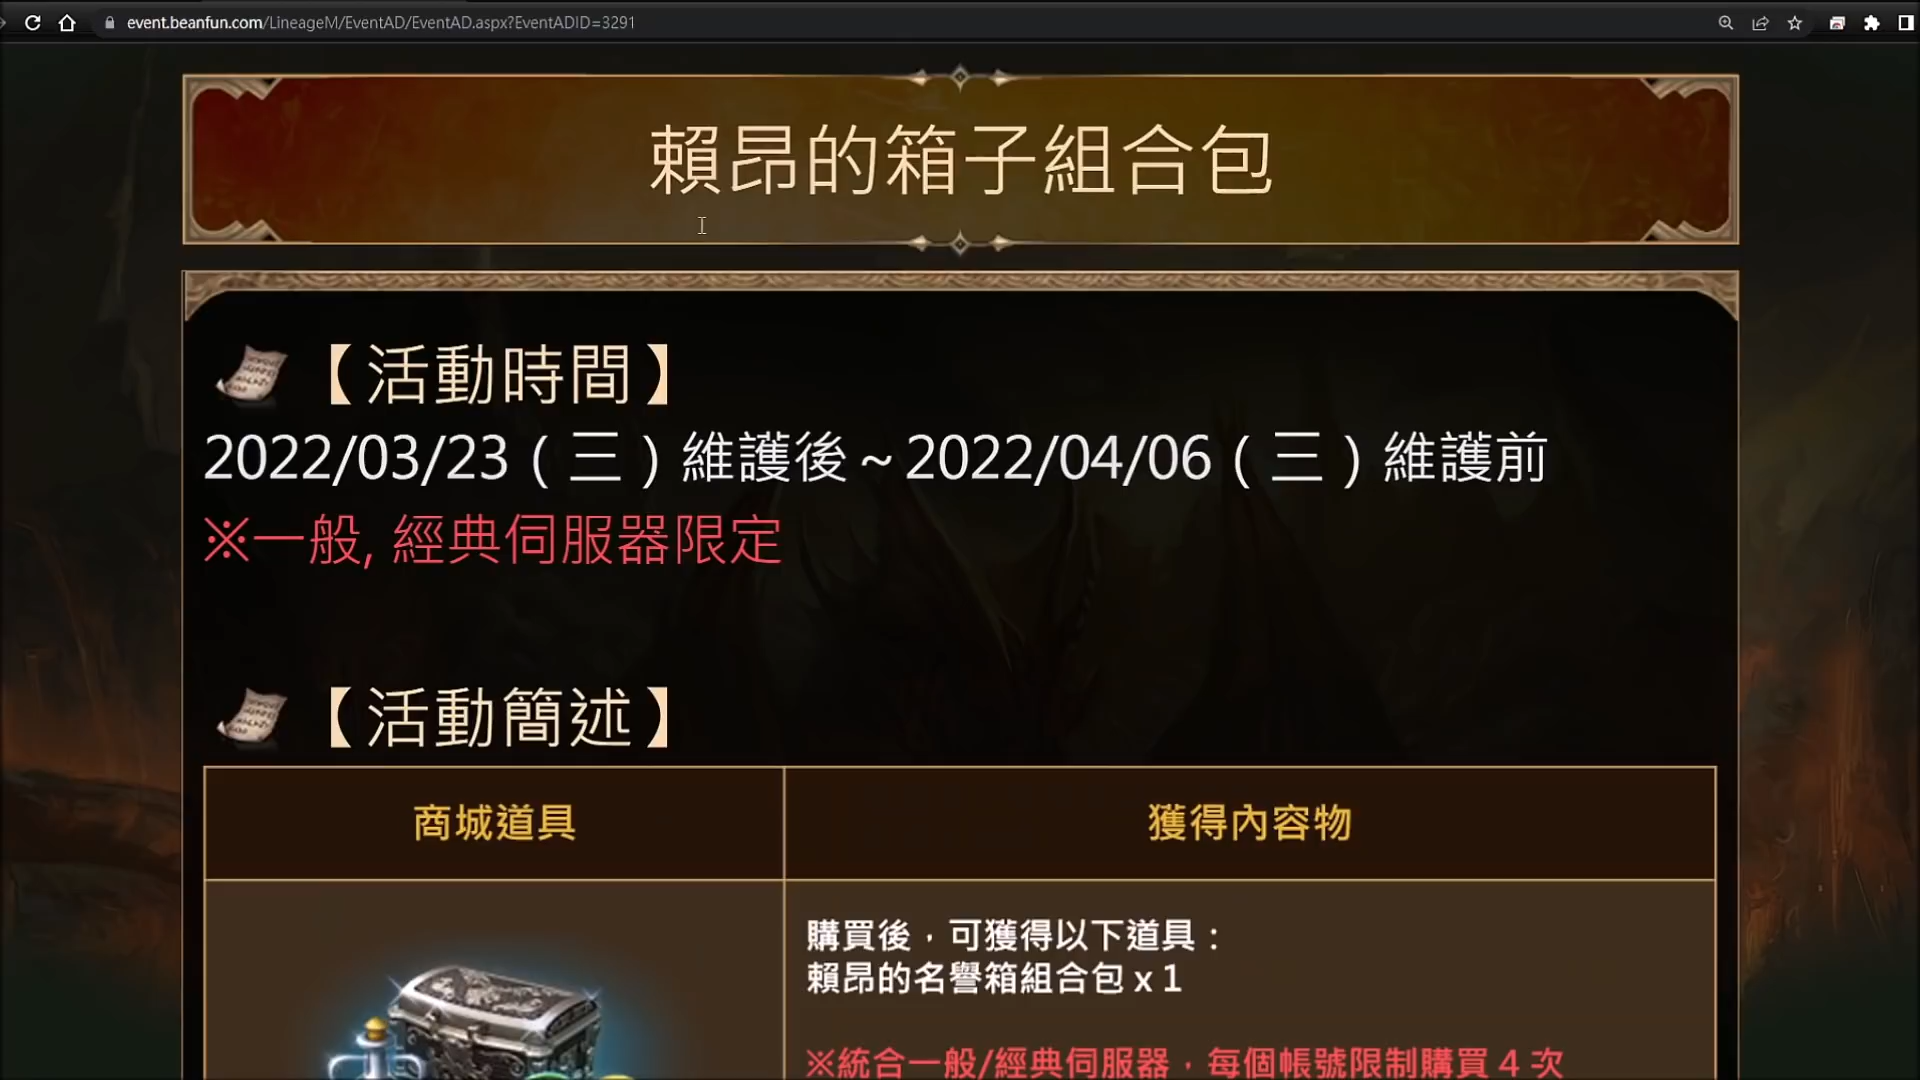 event.beanfun.com/LineageM/EventAD/EventAD.aspx?EventADID=3291
賴昂的箱子組合包
【活動時間】
2022/03/23（三）維護後～2022/04/06（三）維護前
※一般, 經典伺服器限定
【活動簡述】
商城道具
獲得內容物
購買後，可獲得以下道具：
賴昂的名譽箱組合包 x 1
※統合一般/經典伺服器，每個帳號限制購買 4 次